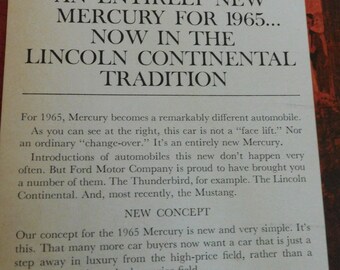 AN ENTIRELY NEW
MERCURY FOR 1965...
NOW IN THE
LINCOLN CONTINENTAL
TRADITION
For 1965, Mercury becomes a remarkably different automobile.
As you can see at the right, this car is not a "face lift." Nor
an ordinary "change-over." It's an entirely new Mercury.
Introductions of automobiles this new don't happen very
often. But Ford Motor Company is proud to have brought you
a number of them. The Thunderbird, for example. The Lincoln
Continental. And, most recently, the Mustang.
NEW CONCEPT
Our concept for the 1965 Mercury is new and very simple. It's
this. That many more car buyers now want a car that is just a
step away in luxury from the high-price field, rather than a
field